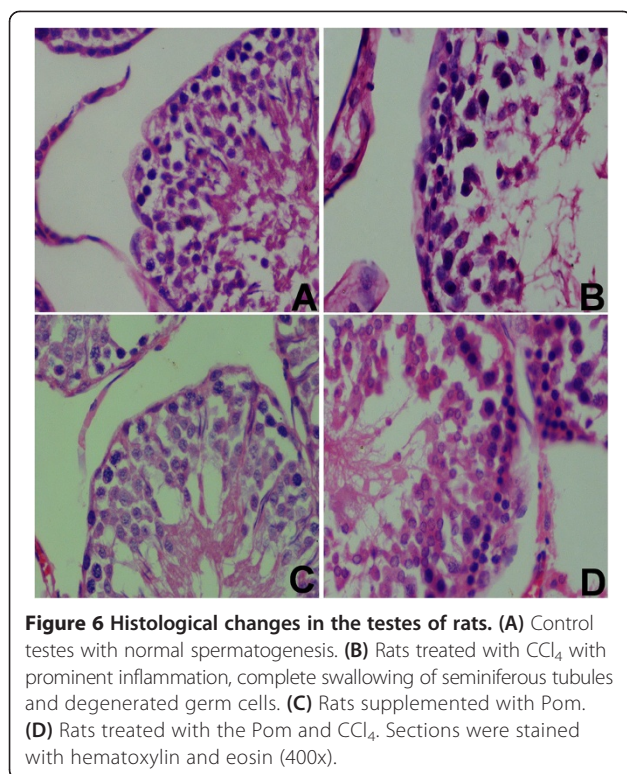 A
B
C
D
Figure 6 Histological changes in the testes of rats. (A) Control
testes with normal spermatogenesis. (B) Rats treated with CCl₄ with
prominent inflammation, complete swallowing of seminiferous tubules
and degenerated germ cells. (C) Rats supplemented with Pom.
(D) Rats treated with the Pom and CCl₄. Sections were stained
with hematoxylin and eosin (400x).